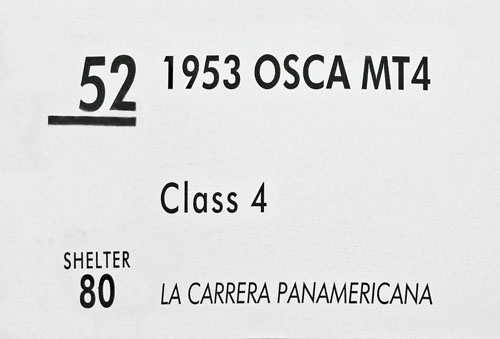 52 1953 OSCA MT4
Class 4
SHELTER
80 LA CARRERA PANAMERICANA